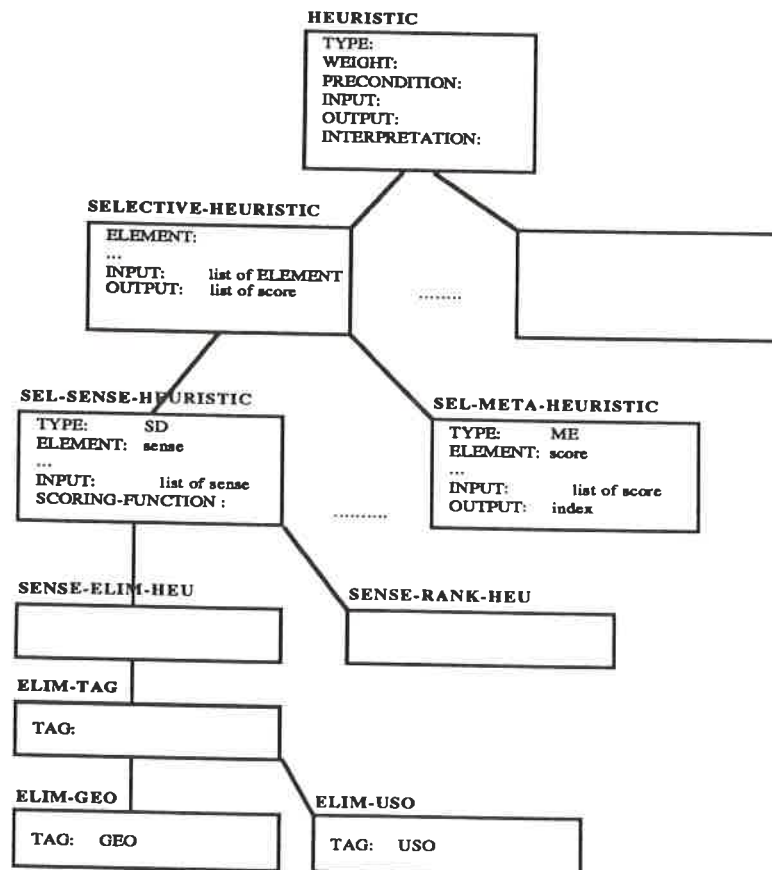 HEURISTIC
TYPE:
WEIGHT:
PRECONDITION:
INPUT:
OUTPUT:
INTERPRETATION:
SELECTIVE-HEURISTIC
ELEMENT:
...
INPUT: list of ELEMENT
OUTPUT: list of score
........
SEL-SENSE-HEURISTIC
TYPE: SD
ELEMENT: sense
...
INPUT: list of sense
SCORING-FUNCTION :
.........
SEL-META-HEURISTIC
TYPE: ME
ELEMENT: score
...
INPUT: list of score
OUTPUT: index
SENSE-ELIM-HEU
SENSE-RANK-HEU
ELIM-TAG
TAG:
ELIM-GEO
TAG: GEO
ELIM-USO
TAG: USO